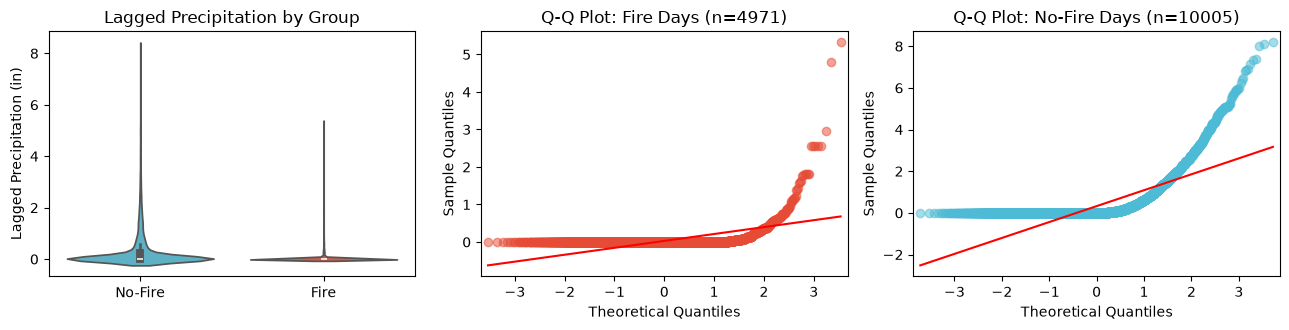 Lagged Precipitation by Group
Lagged Precipitation (in)
8
6
4
2
0
No-Fire Fire
Q-Q Plot: Fire Days (n=4971)
Sample Quantiles
5
4
3
2
1
0
−3 −2 −1 0 1 2 3
Theoretical Quantiles
Q-Q Plot: No-Fire Days (n=10005)
Sample Quantiles
8
6
4
2
0
−2
−3 −2 −1 0 1 2 3
Theoretical Quantiles